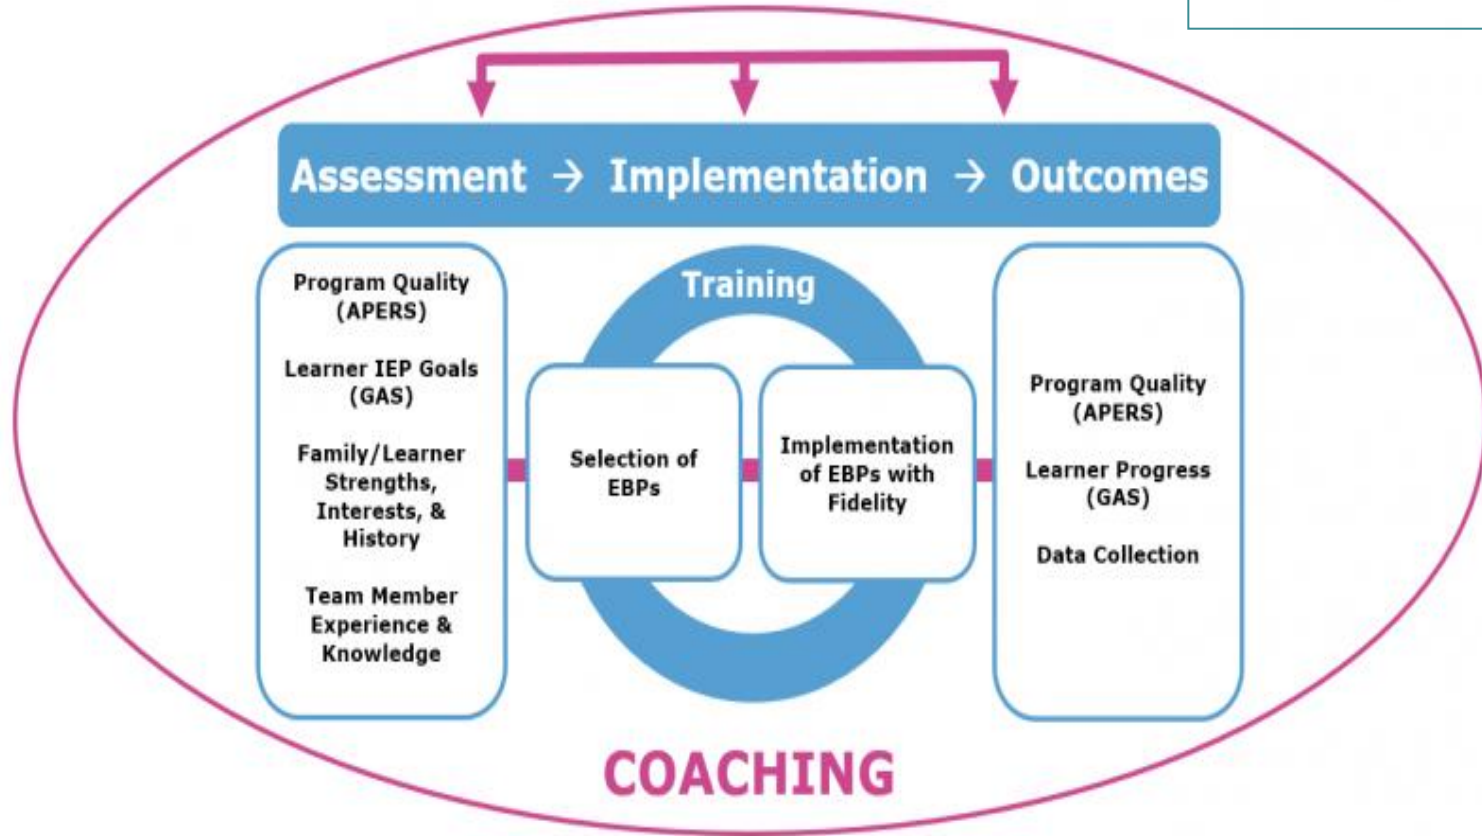 Assessment → Implementation → Outcomes
Program Quality
(APERS)
Learner IEP Goals
(GAS)
Family/Learner
Strengths,
Interests, &
History
Team Member
Experience &
Knowledge
Training
Selection of
EBPs
Implementation
of EBPs with
Fidelity
Program Quality
(APERS)
Learner Progress
(GAS)
Data Collection
COACHING